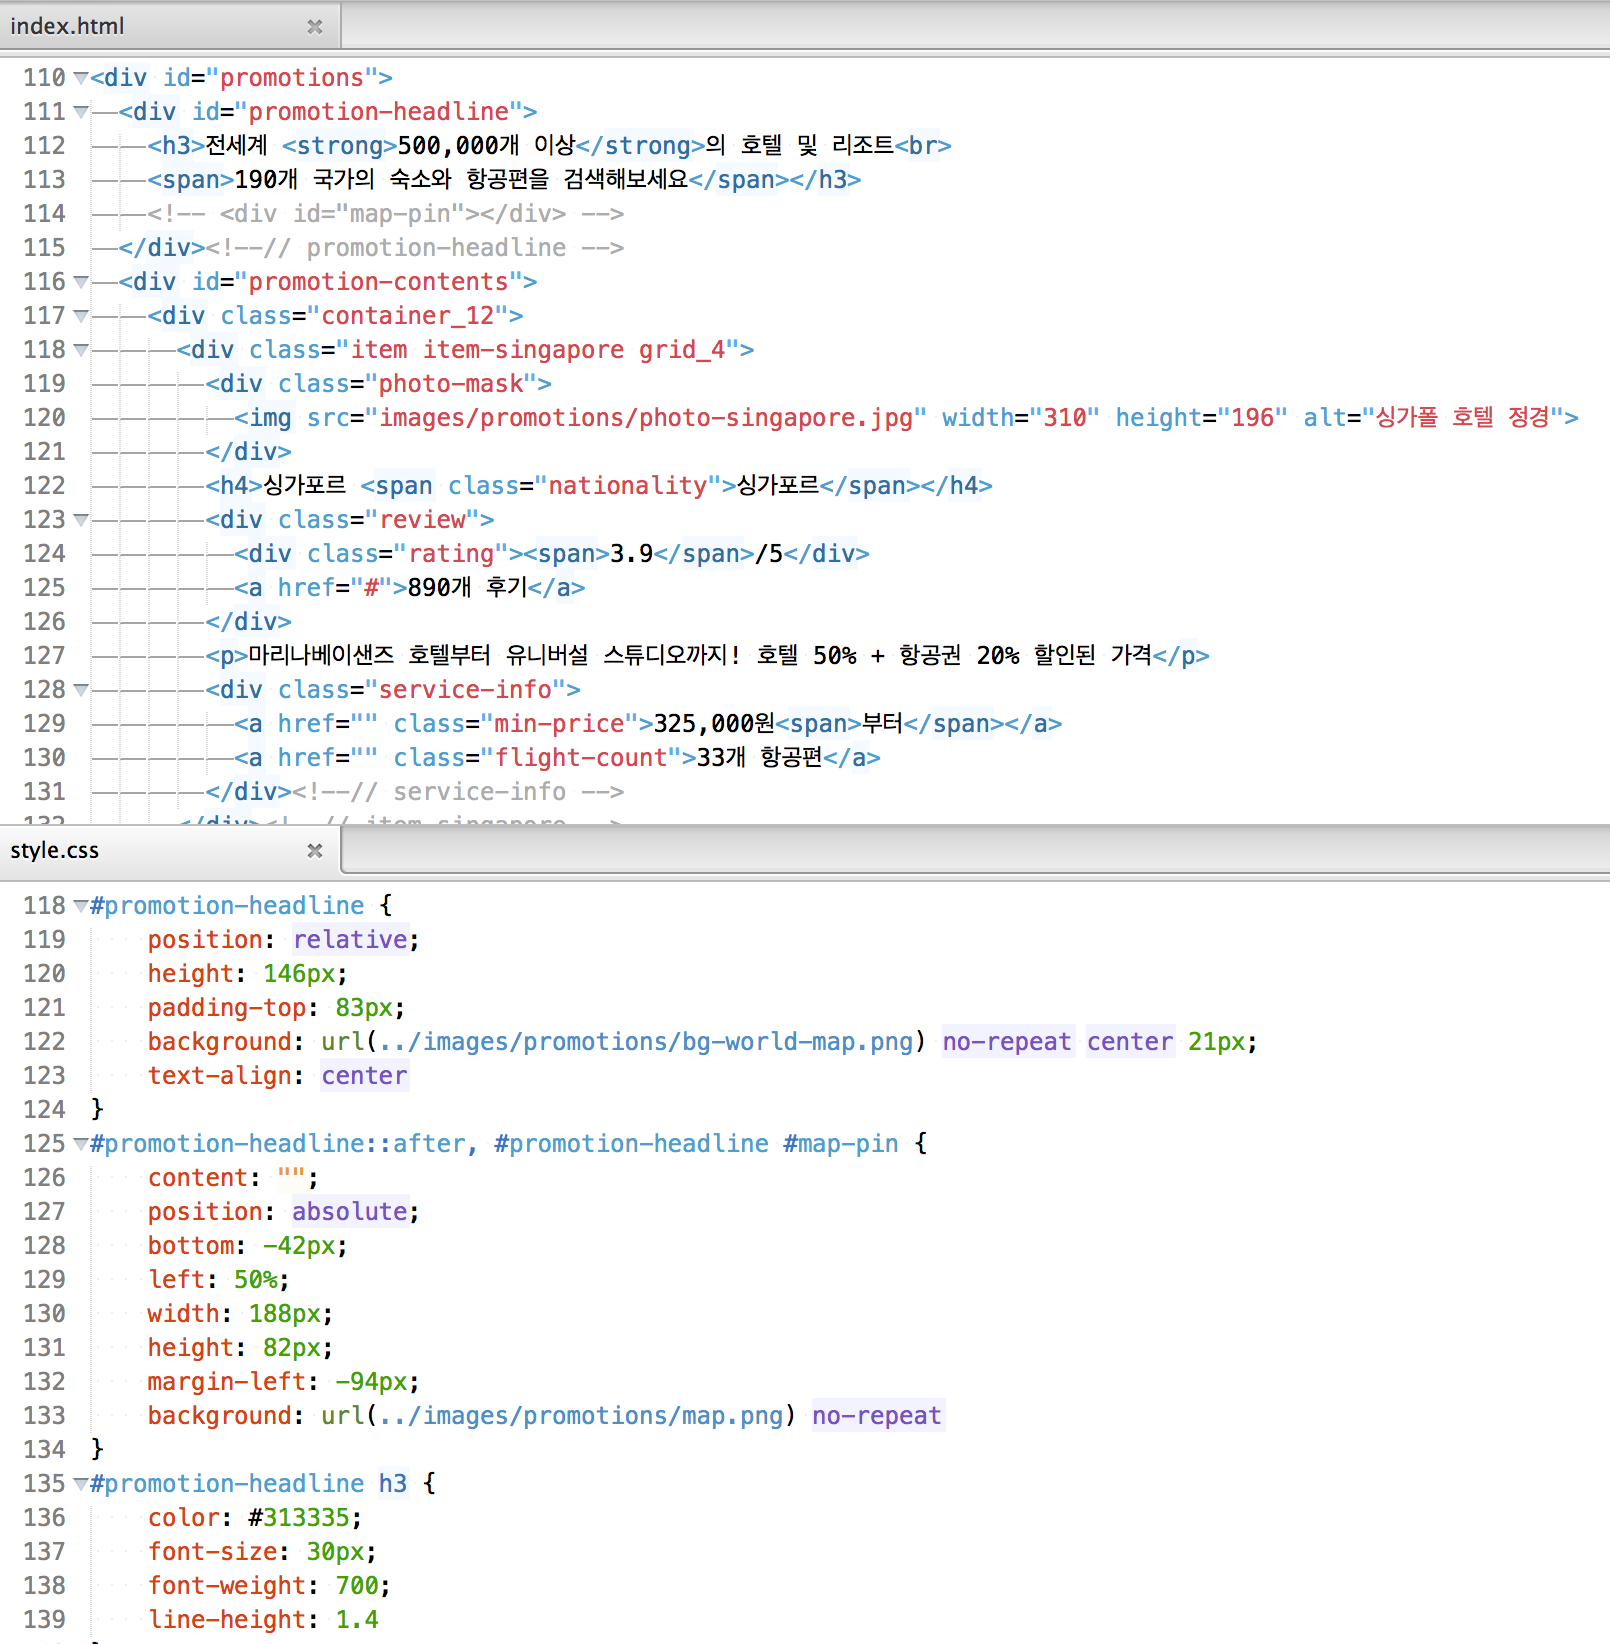 index.html
110 <div id="promotions">
111 <div id="promotion-headline">
112 <h3>전세계 <strong>500,000개 이상</strong>의 호텔 및 리조트<br>
113 <span>190개 국가의 숙소와 항공편을 검색해보세요</span></h3>
114 <!-- <div id="map-pin"></div> -->
115 </div><!--// promotion-headline -->
116 <div id="promotion-contents">
117 <div class="container_12">
118 <div class="item item-singapore grid_4">
119 <div class="photo-mask">
120 <img src="images/promotions/photo-singapore.jpg" width="310" height="196" alt="싱가폴 호텔 정경">
121 </div>
122 <h4>싱가포르 <span class="nationality">싱가포르</span></h4>
123 <div class="review">
124 <div class="rating"><span>3.9</span>/5</div>
125 <a href="#">890개 후기</a>
126 </div>
127 <p>마리나베이샌즈 호텔부터 유니버설 스튜디오까지! 호텔 50% + 항공권 20% 할인된 가격</p>
128 <div class="service-info">
129 <a href="" class="min-price">325,000원<span>부터</span></a>
130 <a href="" class="flight-count">33개 항공편</a>
131 </div><!--// service-info -->
132 </div><!--// item-singapore -->
style.css
118 #promotion-headline {
119 position: relative;
120 height: 146px;
121 padding-top: 83px;
122 background: url(../images/promotions/bg-world-map.png) no-repeat center 21px;
123 text-align: center
124 }
125 #promotion-headline::after, #promotion-headline #map-pin {
126 content: "";
127 position: absolute;
128 bottom: -42px;
129 left: 50%;
130 width: 188px;
131 height: 82px;
132 margin-left: -94px;
133 background: url(../images/promotions/map.png) no-repeat
134 }
135 #promotion-headline h3 {
136 color: #313335;
137 font-size: 30px;
138 font-weight: 700;
139 line-height: 1.4